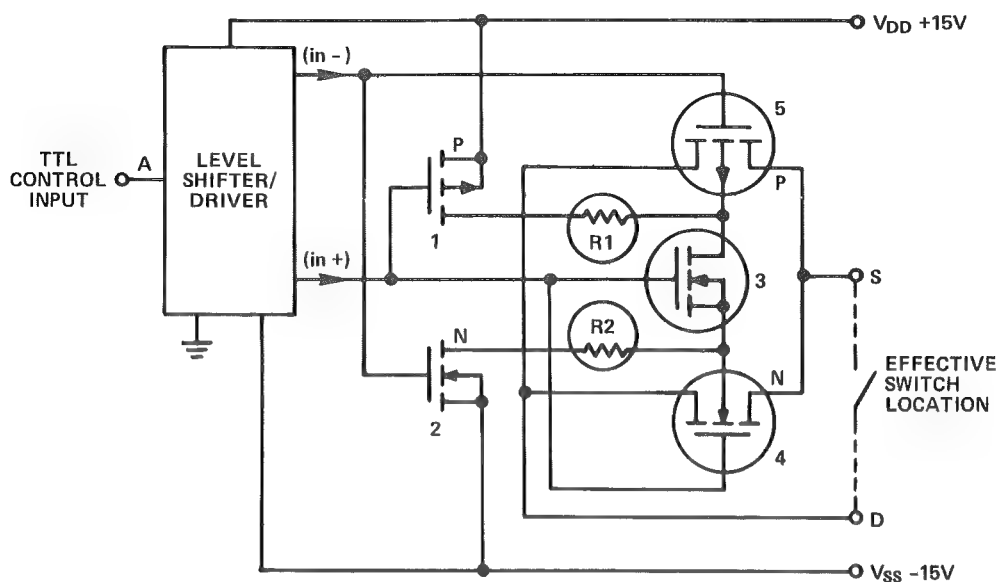 V_DD +15V
(in -)
5
TTL
CONTROL
INPUT
A
LEVEL
SHIFTER/
DRIVER
P
P
R1
1
(in +)
3
S
R2
N
N
EFFECTIVE
SWITCH
LOCATION
2
4
D
V_SS -15V